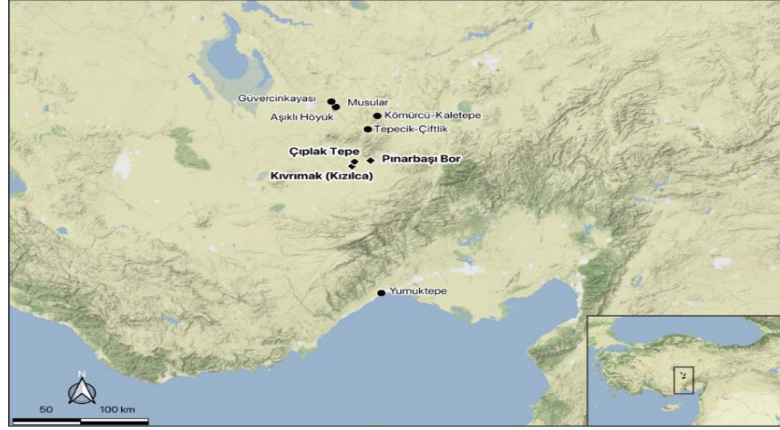 Güvercinkayası
Musular
Aşıklı Höyük
Kömürcü-Kaletepe
Tepecik-Çiftlik
Çıplak Tepe
Pınarbaşı Bor
Kıvrımak (Kızılca)
Yumuktepe
N
50 100 km